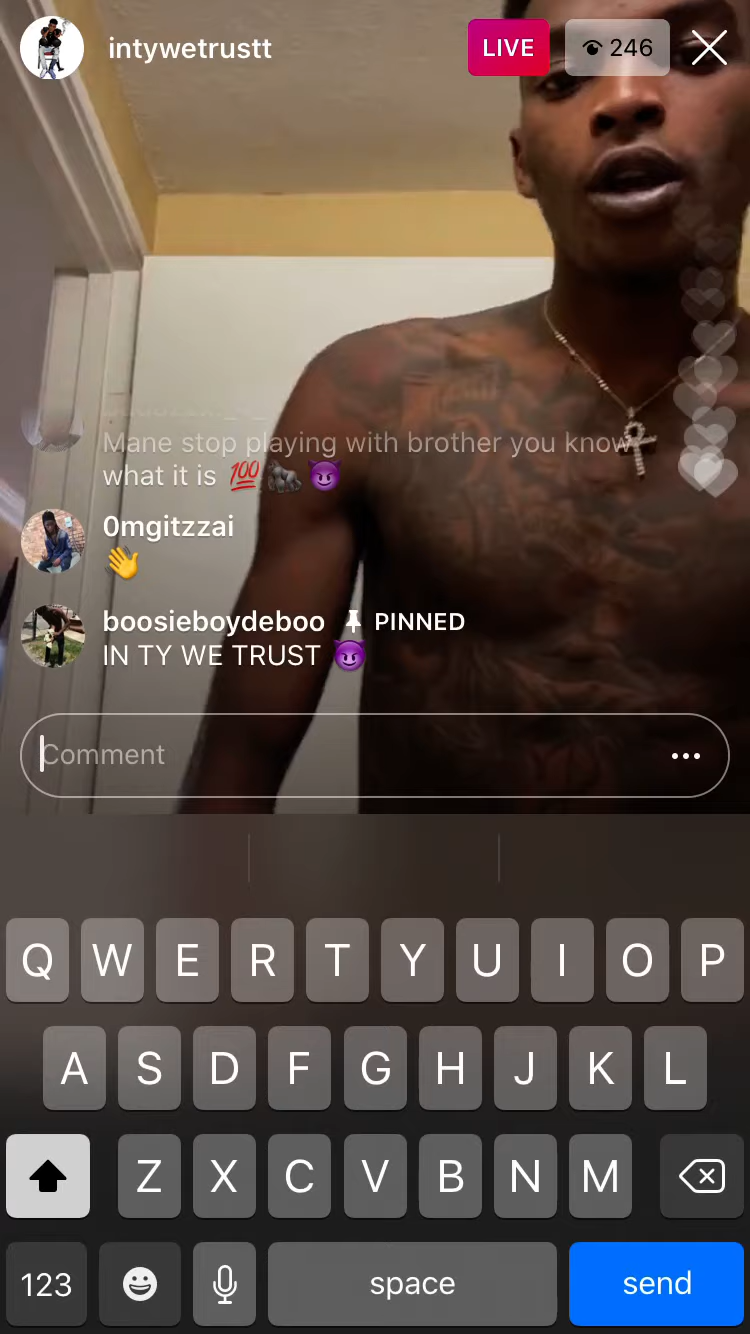 intywetrustt
LIVE
246
Mane stop playing with brother you know
what it is 💯🦍😈
0mgitzzai
👋
boosieboydeboo PINNED
IN TY WE TRUST 😈
Comment
Q W E R T Y U I O P
A S D F G H J K L
Z X C V B N M
123 space send